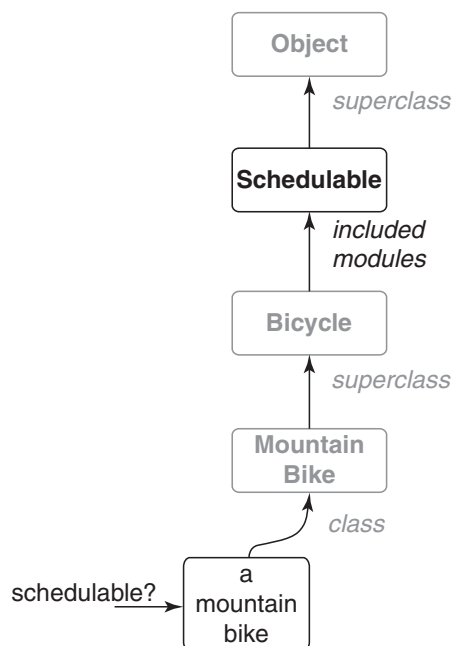 Object
superclass
Schedulable
included
modules
Bicycle
superclass
Mountain
Bike
class
schedulable?
a
mountain
bike